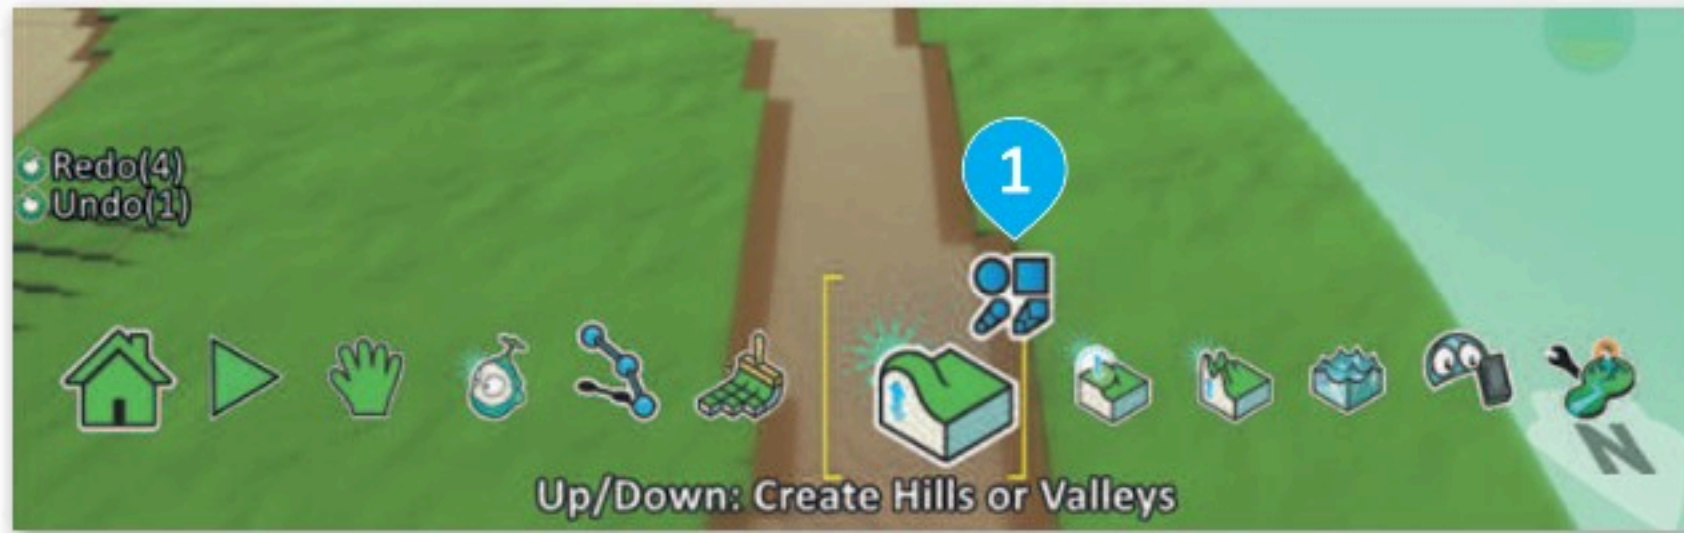 1
Redo(4)
Undo(1)
N
Up/Down: Create Hills or Valleys